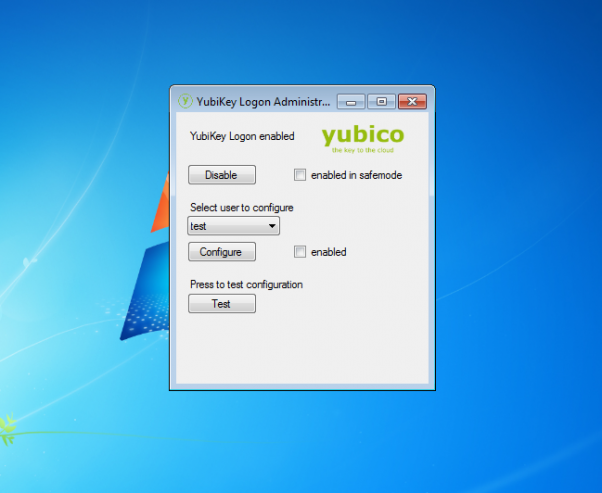 YubiKey Logon Administr...
YubiKey Logon enabled
yubico
the key to the cloud
Disable
enabled in safemode
Select user to configure
test
Configure
enabled
Press to test configuration
Test